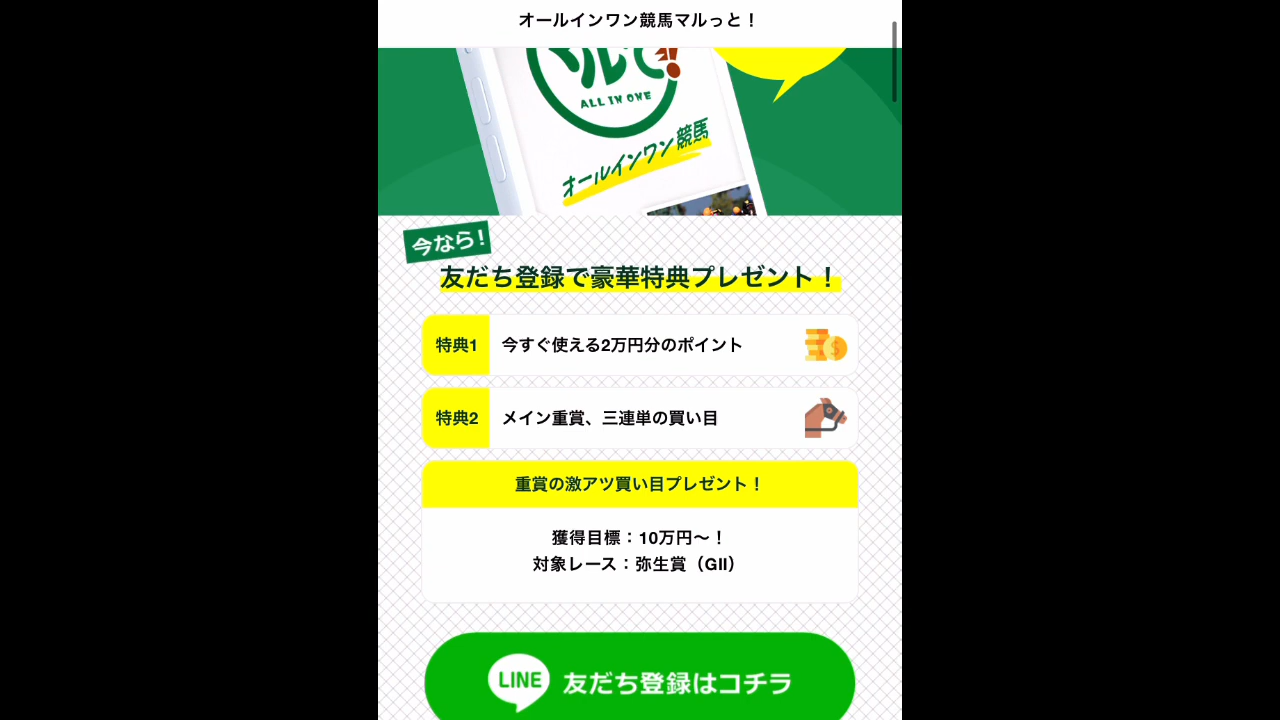 オールインワン競馬マルっと！
ALL IN ONE
オールインワン競馬
今なら！
友だち登録で豪華特典プレゼント！
特典1
今すぐ使える2万円分のポイント
特典2
メイン重賞、三連単の買い目
重賞の激アツ買い目プレゼント！
獲得目標：10万円〜！
対象レース：弥生賞（GII）
LINE
友だち登録はコチラ